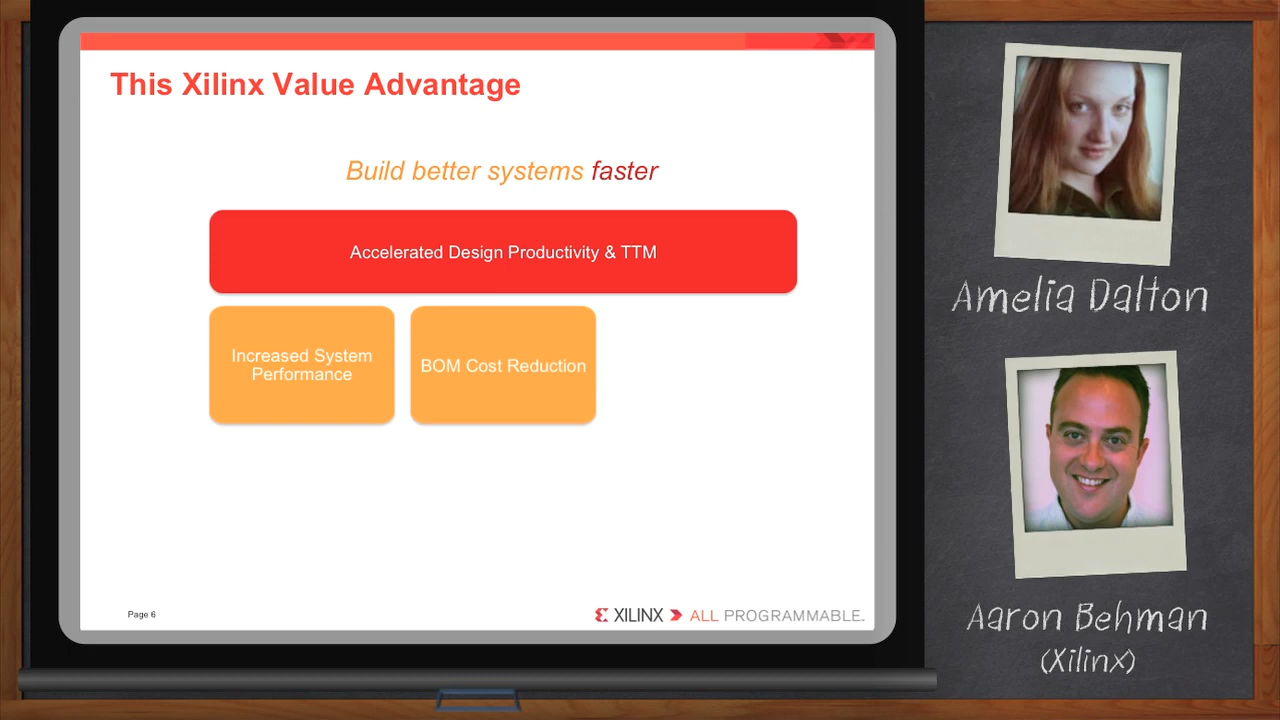 This Xilinx Value Advantage
Build better systems faster
Accelerated Design Productivity & TTM
Increased System
Performance
BOM Cost Reduction
Page 6
XILINX ALL PROGRAMMABLE.
Amelia Dalton
Aaron Behman
(Xilinx)